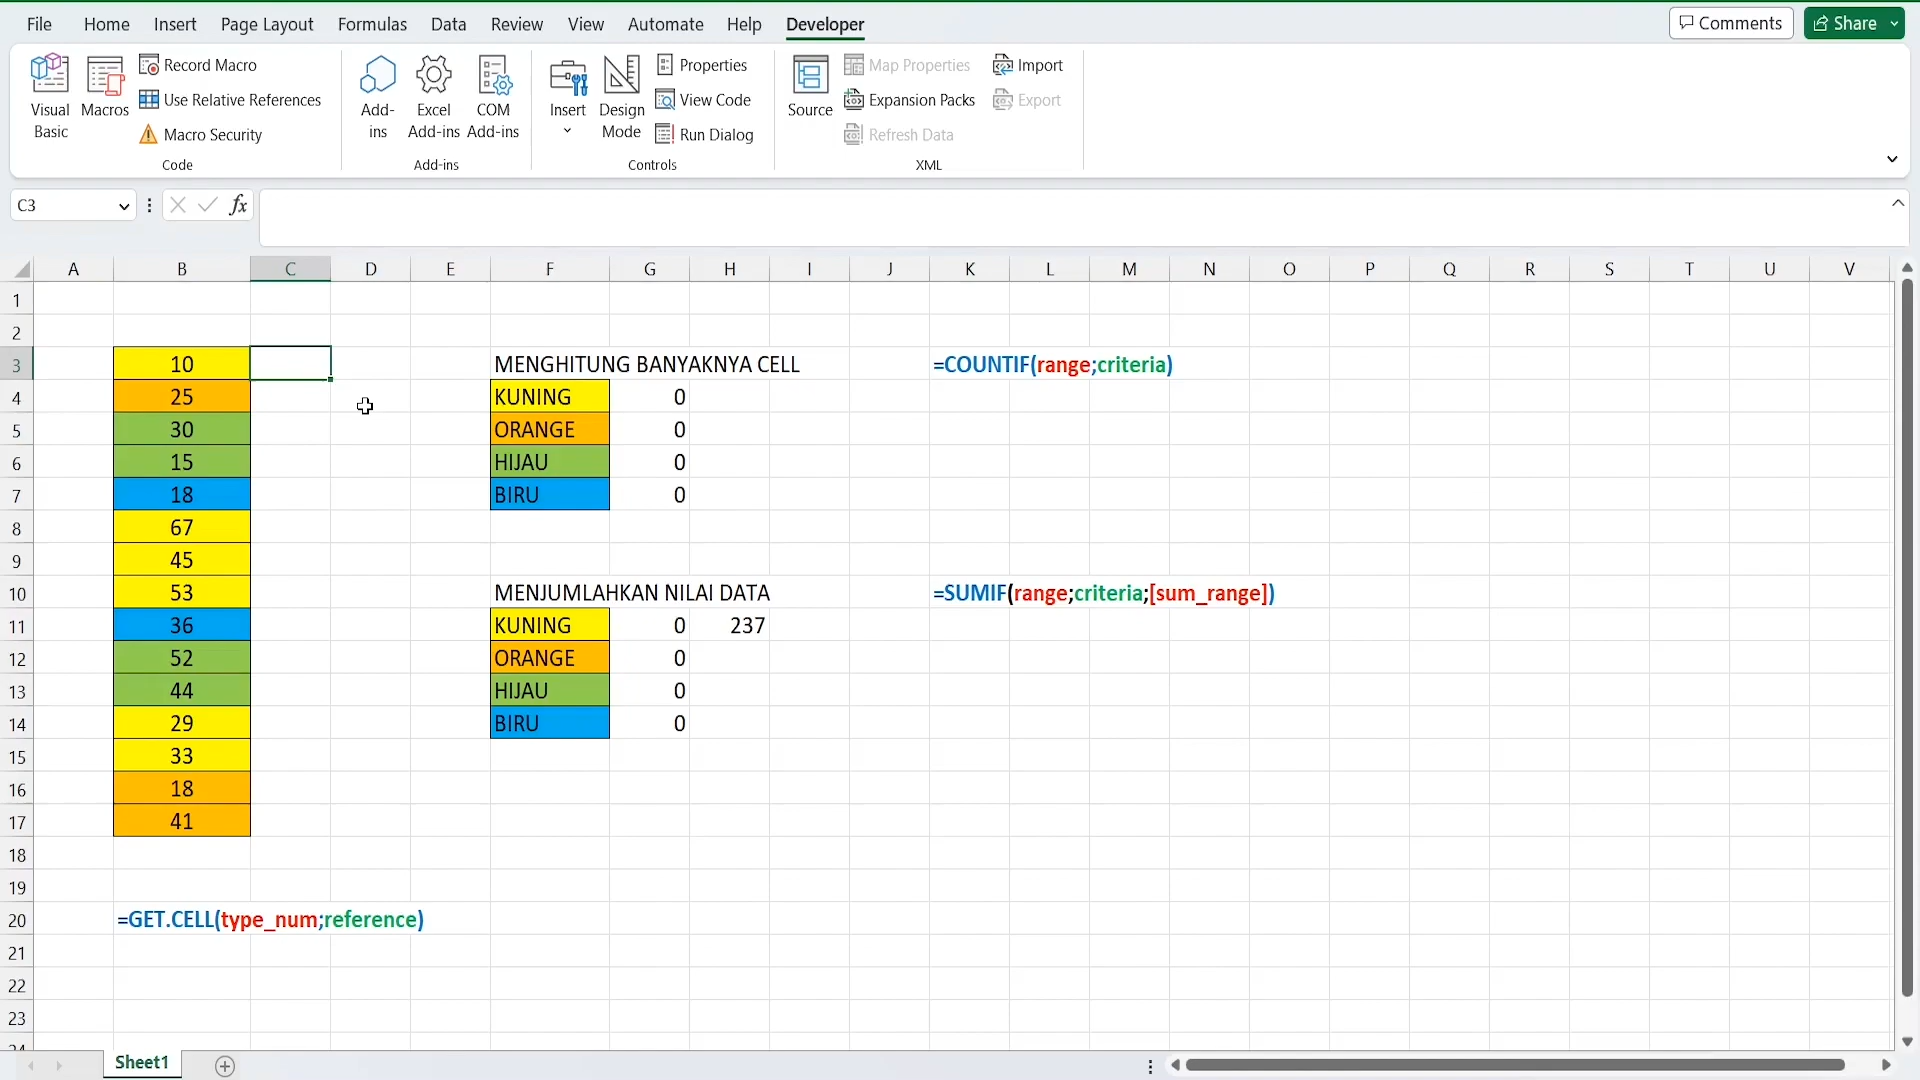 File Home Insert Page Layout Formulas Data Review View Automate Help Developer Comments Share
Visual Basic
Macros
Record Macro
Use Relative References
Macro Security
Code
Add-ins
Excel Add-ins
COM Add-ins
Add-ins
Insert
Design Mode
Properties
View Code
Run Dialog
Controls
Source
Map Properties
Expansion Packs
Refresh Data
Import
Export
XML
C3 fx
A B C D E F G H I J K L M N O P Q R S T U V
1
2
3 10 MENGHITUNG BANYAKNYA CELL =COUNTIF(range;criteria)
4 25 KUNING 0
5 30 ORANGE 0
6 15 HIJAU 0
7 18 BIRU 0
8 67
9 45
10 53 MENJUMLAHKAN NILAI DATA =SUMIF(range;criteria;[sum_range])
11 36 KUNING 0 237
12 52 ORANGE 0
13 44 HIJAU 0
14 29 BIRU 0
15 33
16 18
17 41
18
19
20 =GET.CELL(type_num;reference)
21
22
23
24
Sheet1